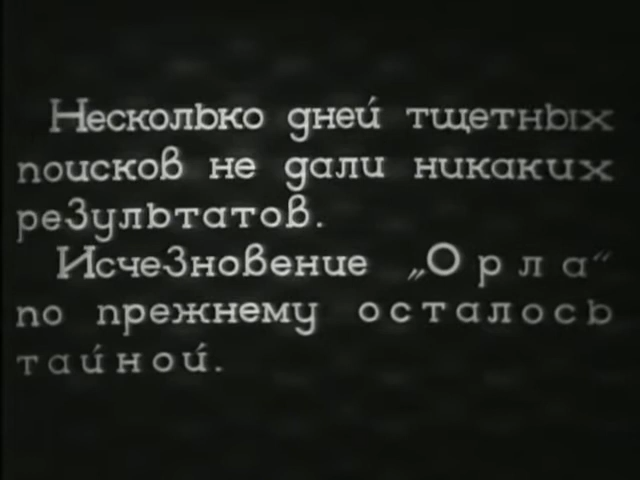 Несколько дней тщетных
поисков не дали никаких
результатов.
Исчезновение „Орла“
по прежнему осталось
тайной.